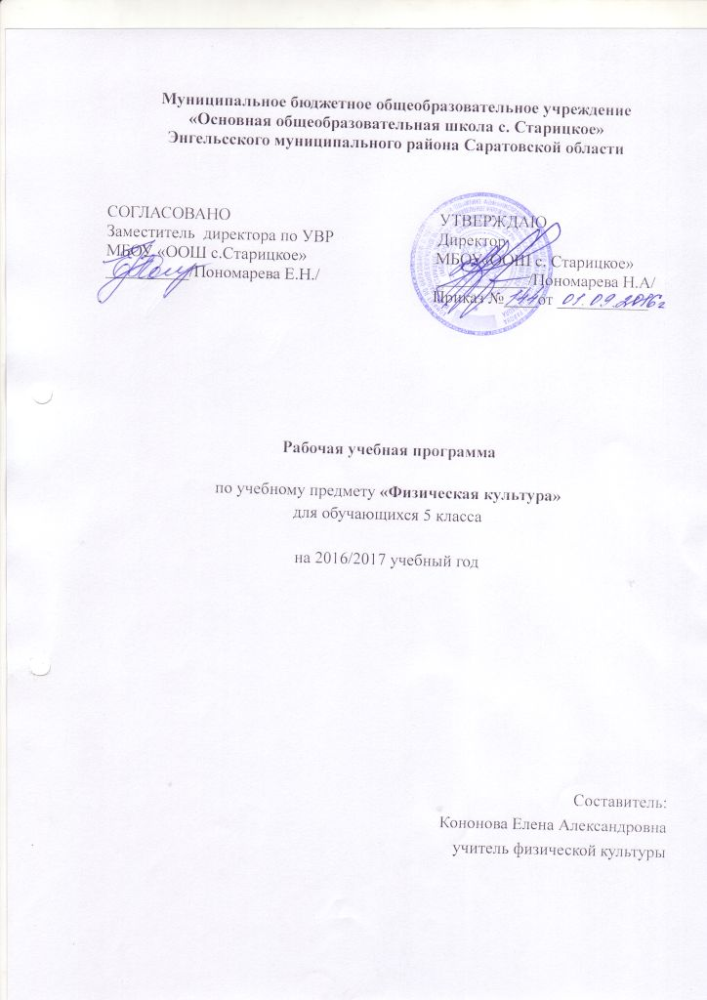 Муниципальное бюджетное общеобразовательное учреждение
«Основная общеобразовательная школа с. Старицкое»
Энгельсского муниципального района Саратовской области
СОГЛАСОВАНО
Заместитель директора по УВР
МБОУ «ООШ с.Старицкое»
/Пономарева Е.Н./
УТВЕРЖДАЮ
Директор
МБОУ«ООШ с. Старицкое»
/Пономарева Н.А/
Приказ № 144 от 01.09.2016г
Рабочая учебная программа
по учебному предмету «Физическая культура»
для обучающихся 5 класса
на 2016/2017 учебный год
Составитель:
Кононова Елена Александровна
учитель физической культуры